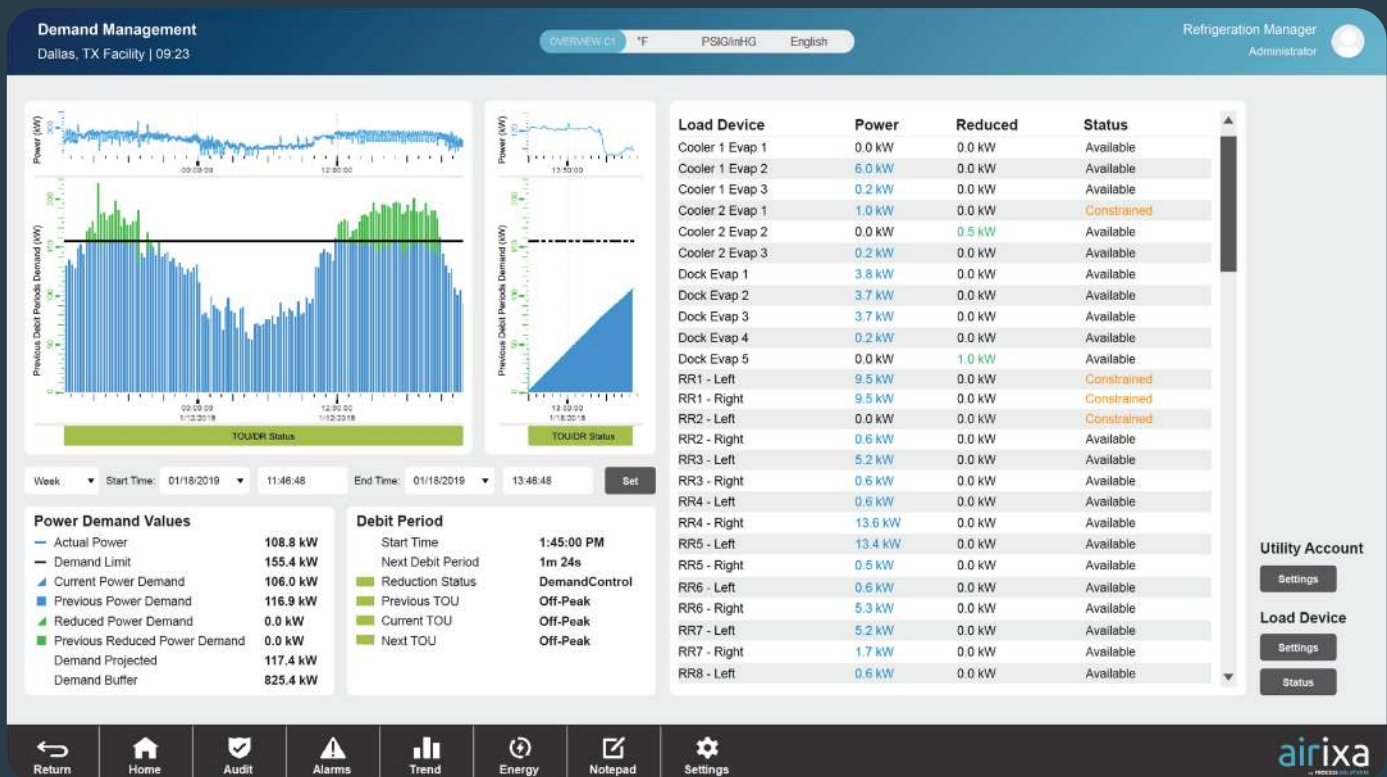 Demand Management
Dallas, TX Facility | 09:23
OVERVIEW C1 °F PSIG/inHG English
Refrigeration Manager
Administrator
Power (kW)
00:00:00 12:00:00
Previous Debit Periods Demand (kW)
200
150
100
50
0
00:00:00 12:00:00
1/12/2019 1/12/2019
TOU/DR Status
Power (kW)
13:50:00
Previous Debit Periods Demand (kW)
200
150
100
50
0
13:50:00
1/18/2019
TOU/DR Status
Week Start Time: 01/18/2019 11:46:48 End Time: 01/18/2019 13:46:48 Set
Power Demand Values
Actual Power 108.8 kW
Demand Limit 155.4 kW
Current Power Demand 106.0 kW
Previous Power Demand 116.9 kW
Reduced Power Demand 0.0 kW
Previous Reduced Power Demand 0.0 kW
Demand Projected 117.4 kW
Demand Buffer 825.4 kW
Debit Period
Start Time 1:45:00 PM
Next Debit Period 1m 24s
Reduction Status DemandControl
Previous TOU Off-Peak
Current TOU Off-Peak
Next TOU Off-Peak
Load Device Power Reduced Status
Cooler 1 Evap 1 0.0 kW 0.0 kW Available
Cooler 1 Evap 2 6.0 kW 0.0 kW Available
Cooler 1 Evap 3 0.2 kW 0.0 kW Available
Cooler 2 Evap 1 1.0 kW 0.0 kW Constrained
Cooler 2 Evap 2 0.0 kW 0.5 kW Available
Cooler 2 Evap 3 0.2 kW 0.0 kW Available
Dock Evap 1 3.8 kW 0.0 kW Available
Dock Evap 2 3.7 kW 0.0 kW Available
Dock Evap 3 3.7 kW 0.0 kW Available
Dock Evap 4 0.2 kW 0.0 kW Available
Dock Evap 5 0.0 kW 1.0 kW Available
RR1 - Left 9.5 kW 0.0 kW Constrained
RR1 - Right 9.5 kW 0.0 kW Constrained
RR2 - Left 0.0 kW 0.0 kW Constrained
RR2 - Right 0.6 kW 0.0 kW Available
RR3 - Left 5.2 kW 0.0 kW Available
RR3 - Right 0.6 kW 0.0 kW Available
RR4 - Left 0.6 kW 0.0 kW Available
RR4 - Right 13.6 kW 0.0 kW Available
RR5 - Left 13.4 kW 0.0 kW Available
RR5 - Right 0.5 kW 0.0 kW Available
RR6 - Left 0.6 kW 0.0 kW Available
RR6 - Right 5.3 kW 0.0 kW Available
RR7 - Left 5.2 kW 0.0 kW Available
RR7 - Right 1.7 kW 0.0 kW Available
RR8 - Left 0.6 kW 0.0 kW Available
Utility Account
Settings
Load Device
Settings
Status
Return Home Audit Alarms Trend Energy Notepad Settings
airixa